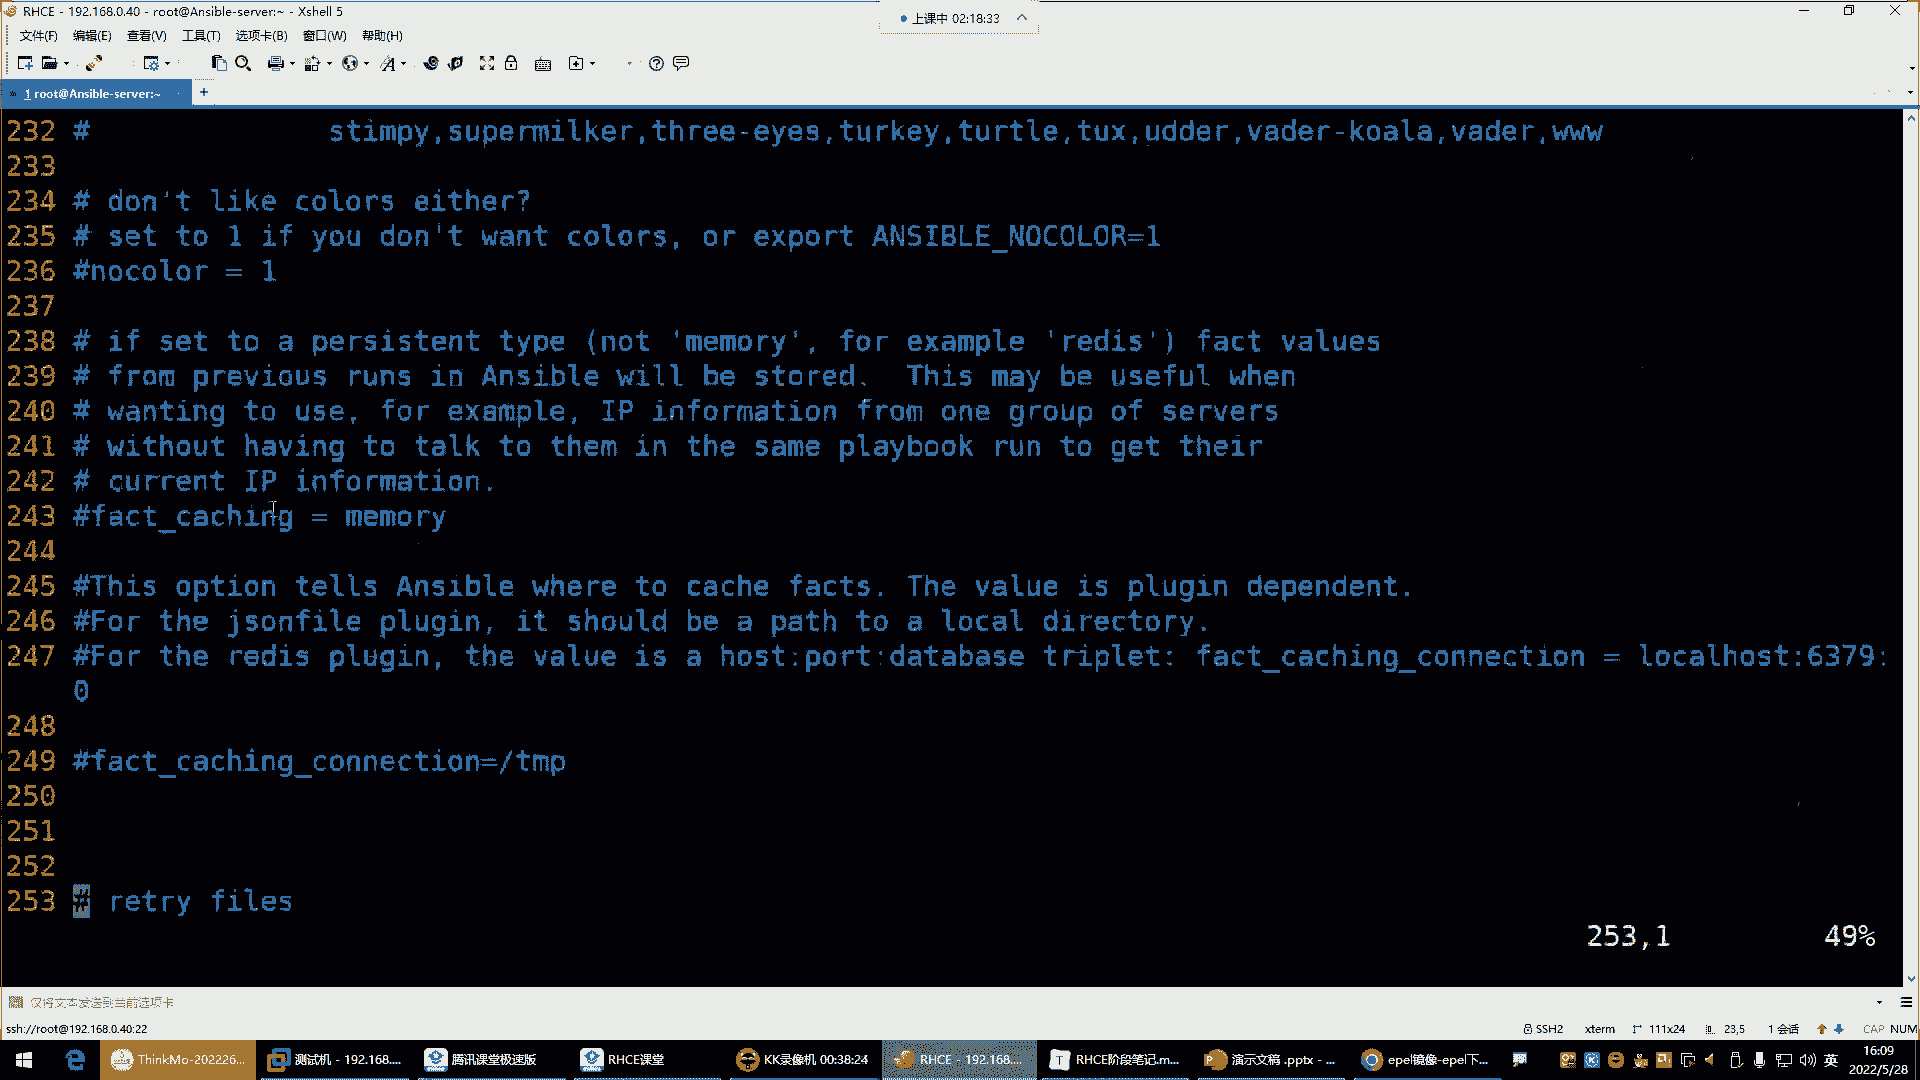 RHCE - 192.168.0.40 - root@Ansible-server:~ - Xshell 5
上课中 02:18:33
文件(F) 编辑(E) 查看(V) 工具(T) 选项卡(B) 窗口(W) 帮助(H)
1 root@Ansible-server:~
232 # stimpy,supermilker,three-eyes,turkey,turtle,tux,udder,vader-koala,vader,www
233
234 # don't like colors either?
235 # set to 1 if you don't want colors, or export ANSIBLE_NOCOLOR=1
236 #nocolor = 1
237
238 # if set to a persistent type (not 'memory', for example 'redis') fact values
239 # from previous runs in Ansible will be stored.  This may be useful when
240 # wanting to use, for example, IP information from one group of servers
241 # without having to talk to them in the same playbook run to get their
242 # current IP information.
243 #fact_caching = memory
244
245 #This option tells Ansible where to cache facts. The value is plugin dependent.
246 #For the jsonfile plugin, it should be a path to a local directory.
247 #For the redis plugin, the value is a host:port:database triplet: fact_caching_connection = localhost:6379:
0
248
249 #fact_caching_connection=/tmp
250
251
252
253 # retry files
253,1 49%
仅将文本发送到当前选项卡
ssh://root@192.168.0.40:22 SSH2 xterm 111x24 23,5 1 会话 CAP NUM
ThinkMo-202226... 测试机 - 192.168.... 腾讯课堂极速版 RHCE课堂 KK录像机 00:38:24 RHCE - 192.168.... RHCE阶段笔记.m... 演示文稿 .pptx - ... epel镜像-epel下... 英 16:09
2022/5/28